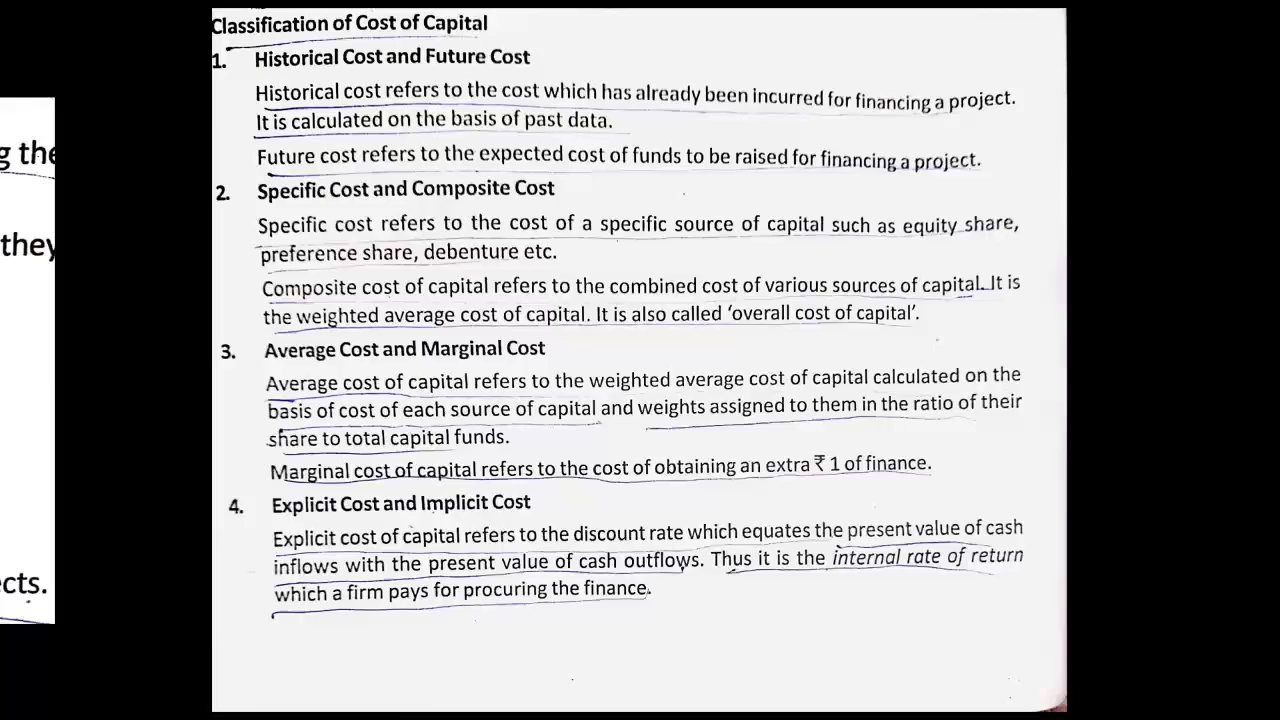 g the
they
cts.
Classification of Cost of Capital
1. Historical Cost and Future Cost
Historical cost refers to the cost which has already been incurred for financing a project.
It is calculated on the basis of past data.
Future cost refers to the expected cost of funds to be raised for financing a project.
2. Specific Cost and Composite Cost
Specific cost refers to the cost of a specific source of capital such as equity share,
preference share, debenture etc.
Composite cost of capital refers to the combined cost of various sources of capital. It is
the weighted average cost of capital. It is also called ‘overall cost of capital’.
3. Average Cost and Marginal Cost
Average cost of capital refers to the weighted average cost of capital calculated on the
basis of cost of each source of capital and weights assigned to them in the ratio of their
share to total capital funds.
Marginal cost of capital refers to the cost of obtaining an extra ₹ 1 of finance.
4. Explicit Cost and Implicit Cost
Explicit cost of capital refers to the discount rate which equates the present value of cash
inflows with the present value of cash outflows. Thus it is the internal rate of return
which a firm pays for procuring the finance.